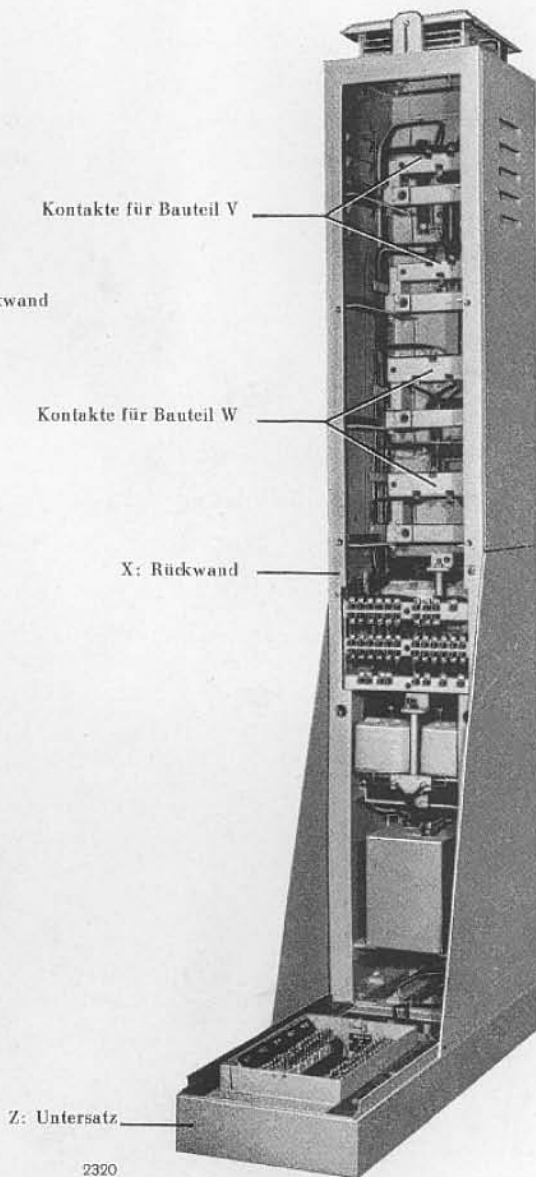 Kontakte für Bauteil V
kwand
Kontakte für Bauteil W
X: Rückwand
Z: Untersatz
2320